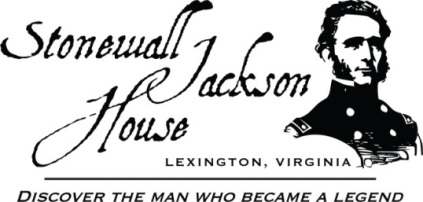 Stonewall
Jackson
House
LEXINGTON, VIRGINIA
DISCOVER THE MAN WHO BECAME A LEGEND